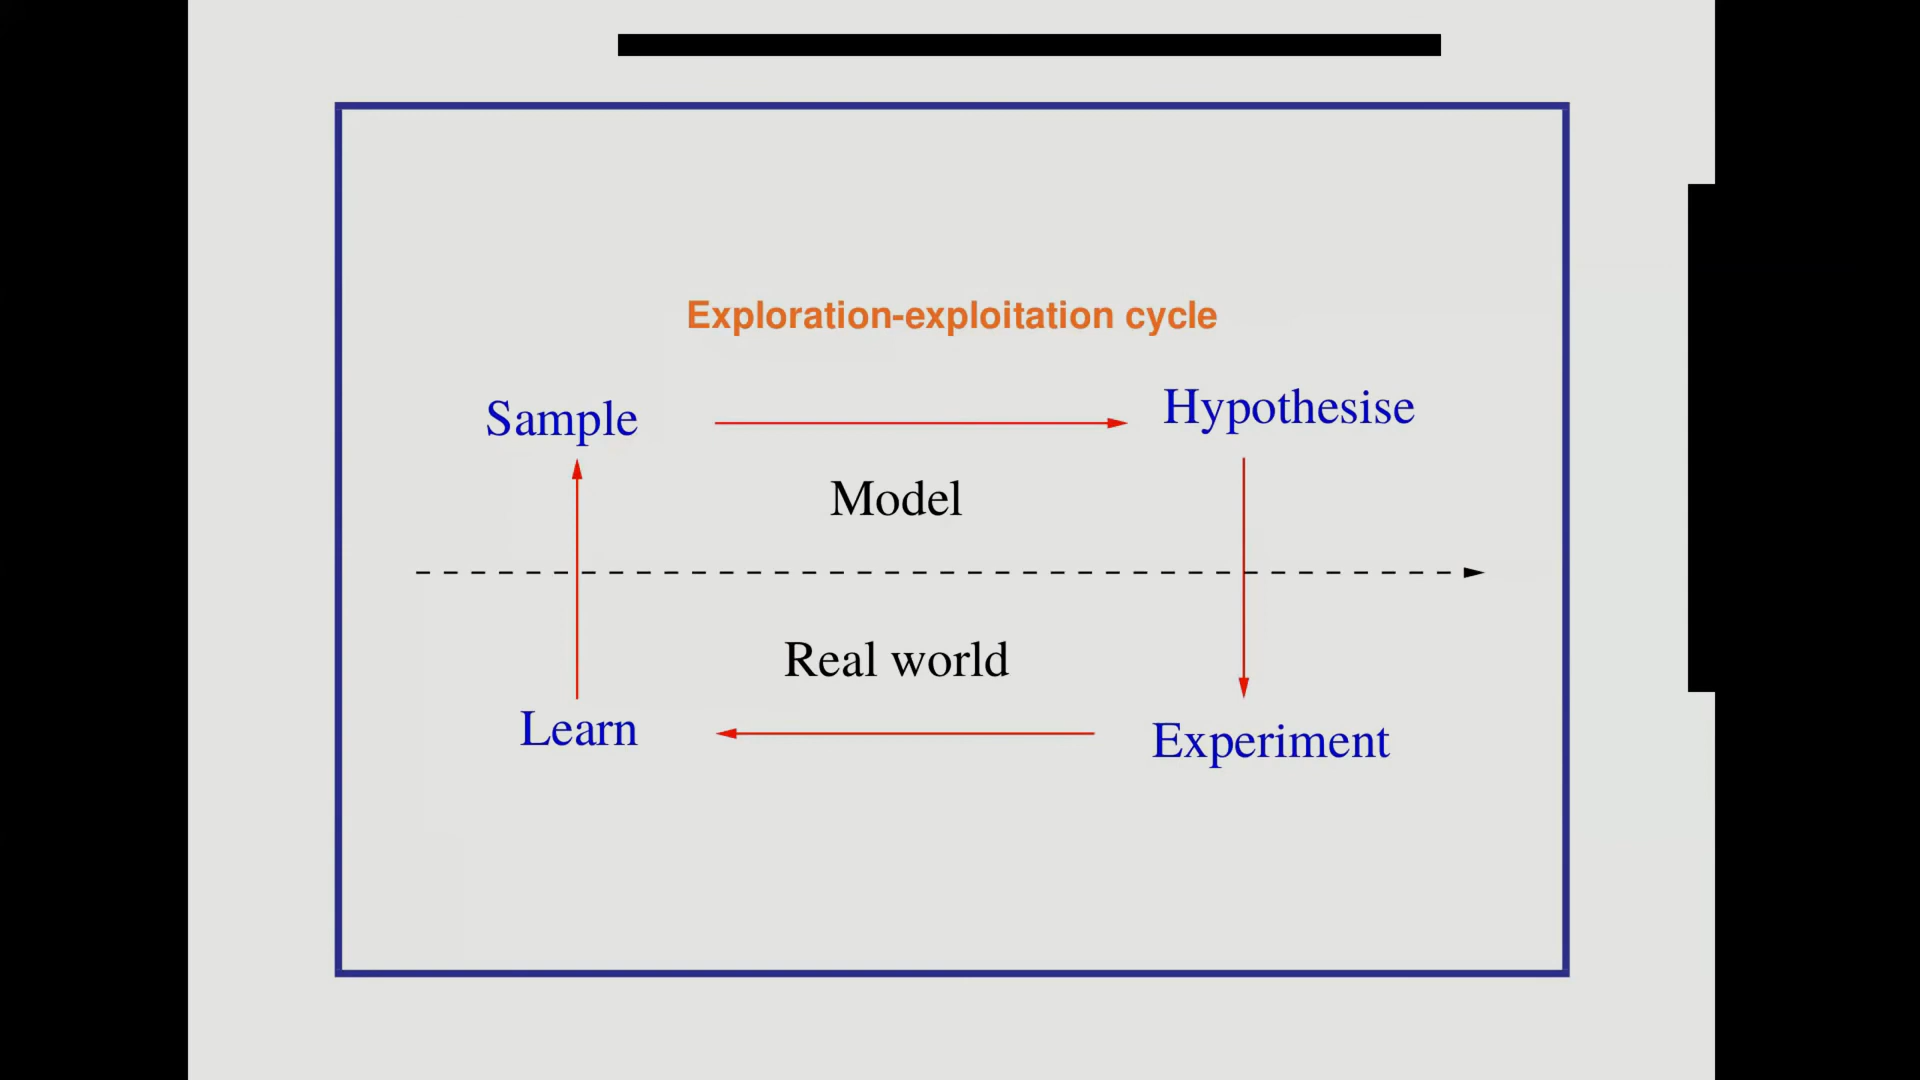 Exploration-exploitation cycle
Sample
Hypothesise
Model
Real world
Learn
Experiment